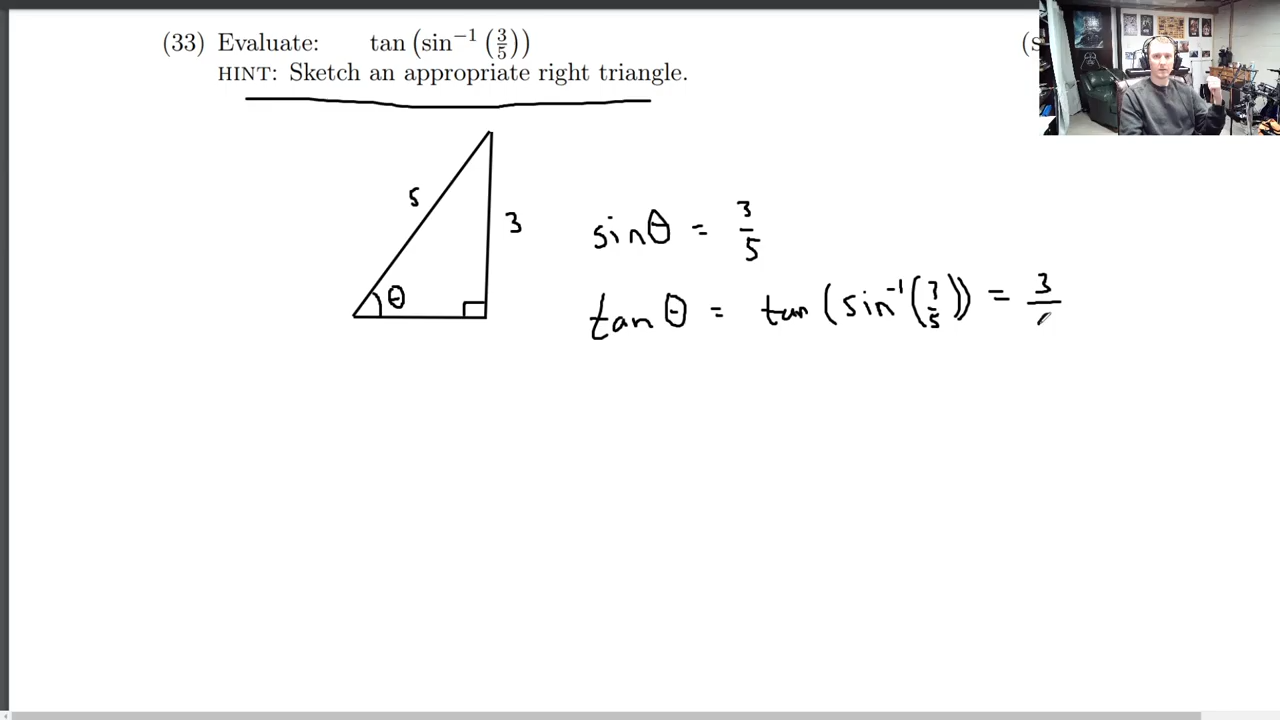 (33) Evaluate: tan (sin⁻¹ (3/5))
(s
HINT: Sketch an appropriate right triangle.
5
3
θ
sinθ = 3/5
tan θ = tan (sin⁻¹(3/5)) = 3/